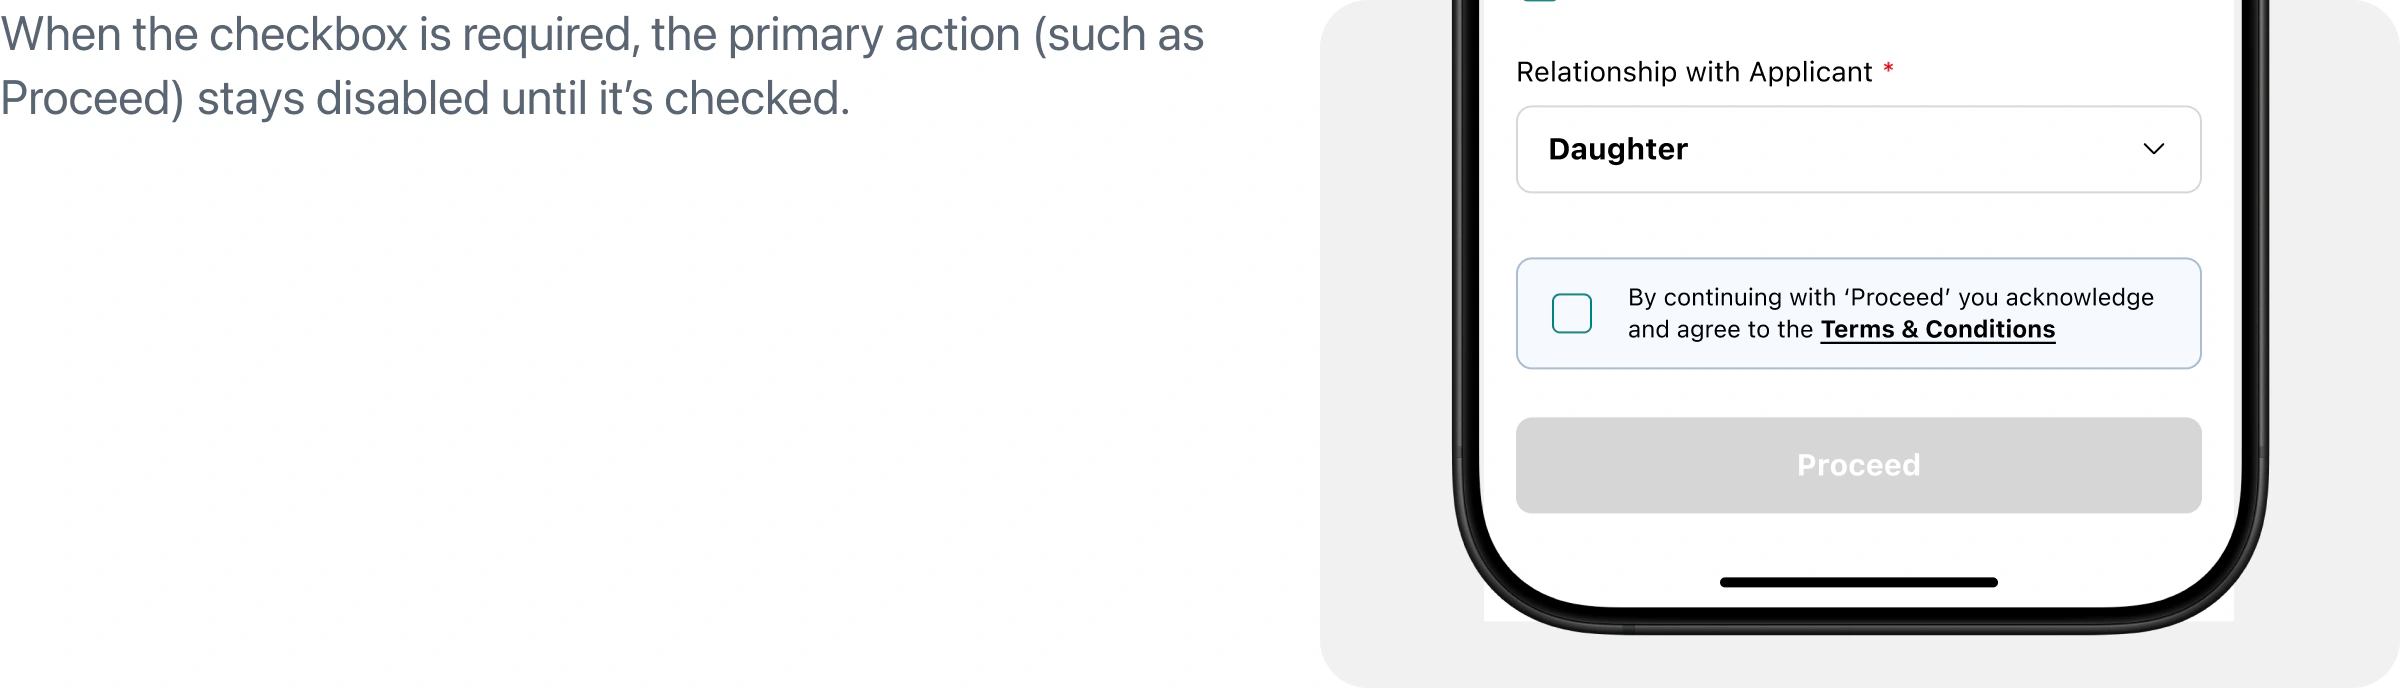 When the checkbox is required, the primary action (such as
Proceed) stays disabled until it’s checked.
Relationship with Applicant *
Daughter
By continuing with ‘Proceed’ you acknowledge
and agree to the Terms & Conditions
Proceed